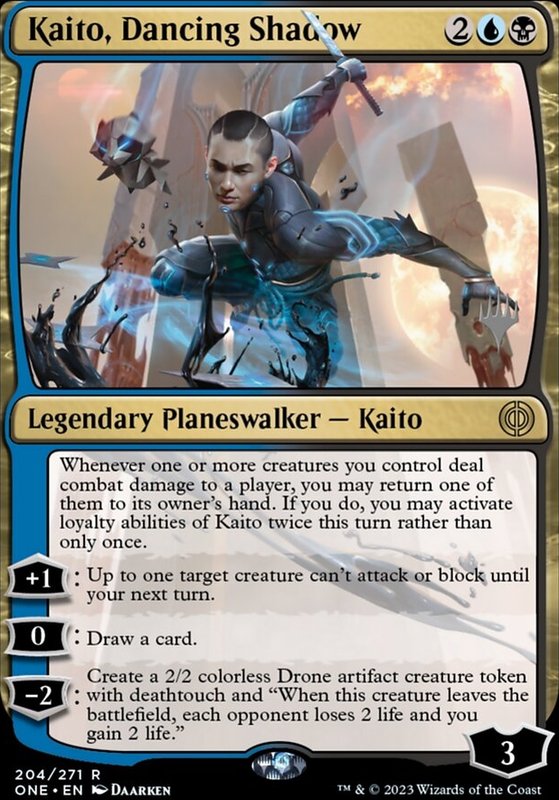 Kaito, Dancing Shadow 2
Legendary Planeswalker — Kaito
Whenever one or more creatures you control deal
combat damage to a player, you may return one of
them to its owner's hand. If you do, you may activate
loyalty abilities of Kaito twice this turn rather than
only once.
+1 : Up to one target creature can't attack or block until
your next turn.
0 : Draw a card.
Create a 2/2 colorless Drone artifact creature token
−2 : with deathtouch and "When this creature leaves the
battlefield, each opponent loses 2 life and you
gain 2 life."
3
204/271 R
ONE • EN DAARKEN
™ & © 2023 Wizards of the Coast